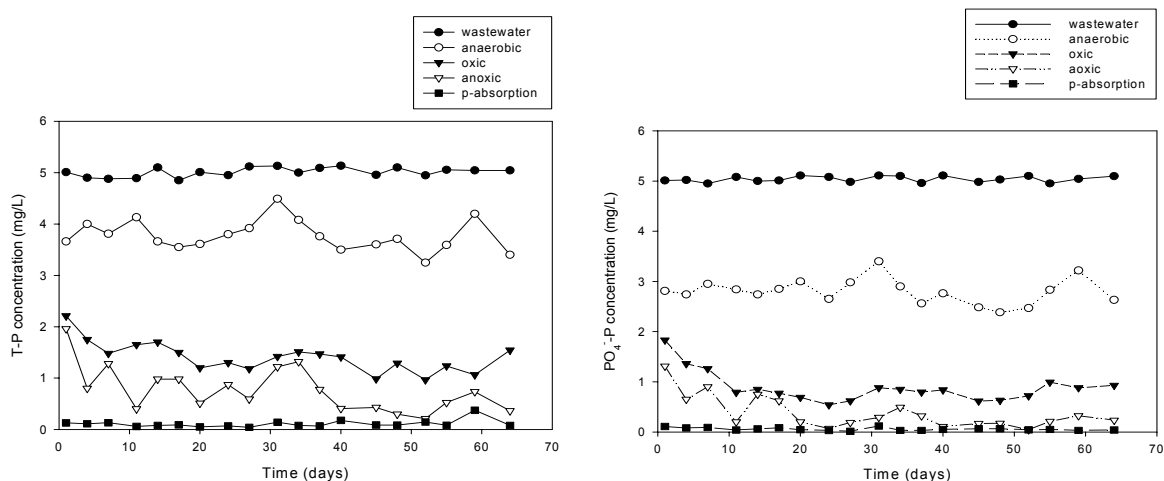 wastewater
anaerobic
oxic
anoxic
p-absorption
T-P concentration (mg/L)
6
5
4
3
2
1
0
0 10 20 30 40 50 60 70
Time (days)
wastewater
anaerobic
oxic
aoxic
p-absorption
PO4--P concentration (mg/L)
6
5
4
3
2
1
0
0 10 20 30 40 50 60 70
Time (days)